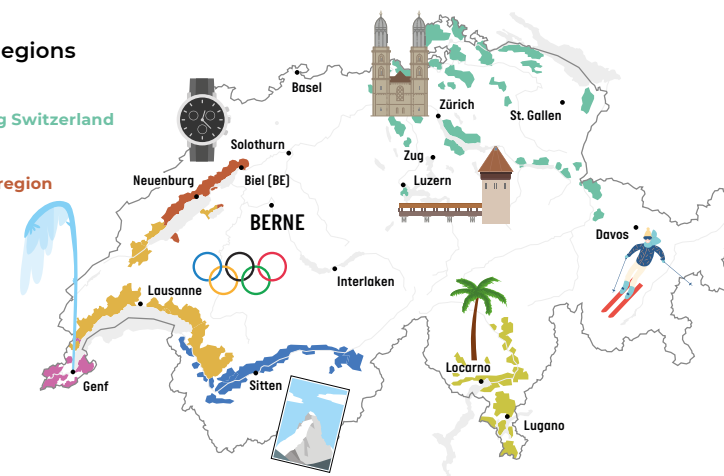 egions
g Switzerland
region
Basel
Zürich
St. Gallen
Solothurn
Zug
Neuenburg
Biel (BE)
Luzern
BERNE
Davos
Interlaken
Lausanne
Locarno
Genf
Sitten
Lugano